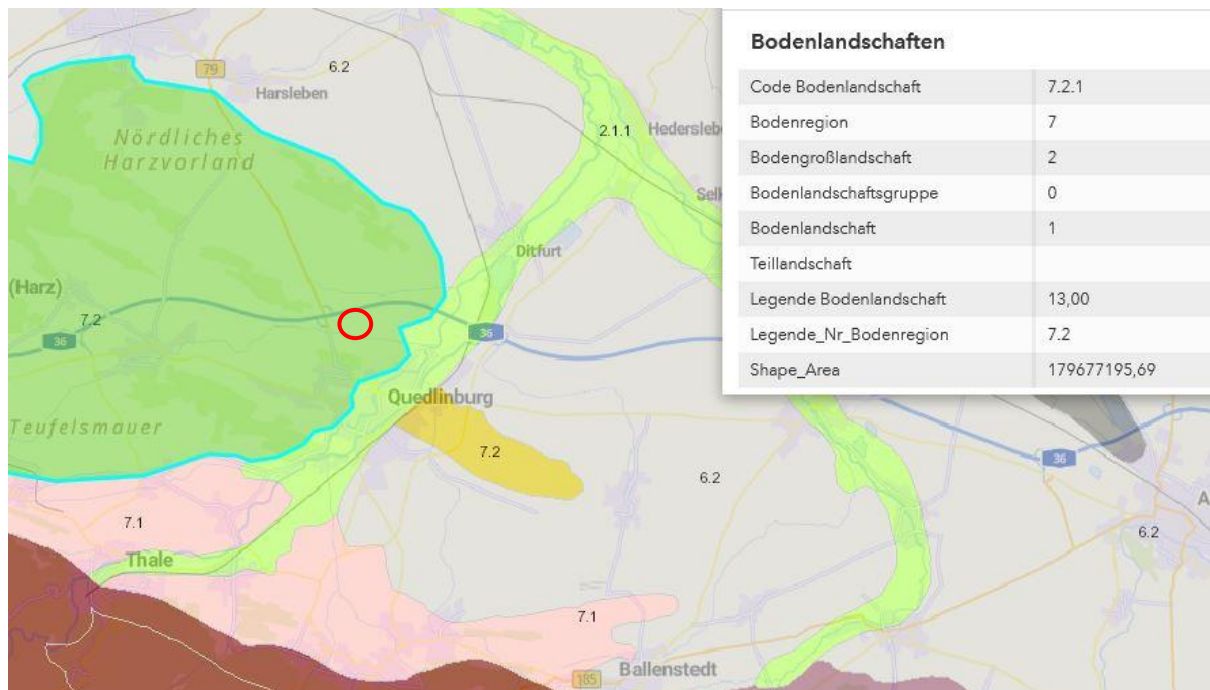 79
6.2
Harsleben
Nördliches
Harzvorland
2.1.1
Ditfurt
(Harz)
7.2
36
36
Quedlinburg
Teufelsmauer
7.2
6.2
36
7.1
6.2
Thale
7.1
Ballenstedt
185
Bodenlandschaften
Code Bodenlandschaft 7.2.1
Bodenregion 7
Bodengroßlandschaft 2
Bodenlandschaftsgruppe 0
Bodenlandschaft 1
Teillandschaft
Legende Bodenlandschaft 13,00
Legende_Nr_Bodenregion 7.2
Shape_Area 179677195,69